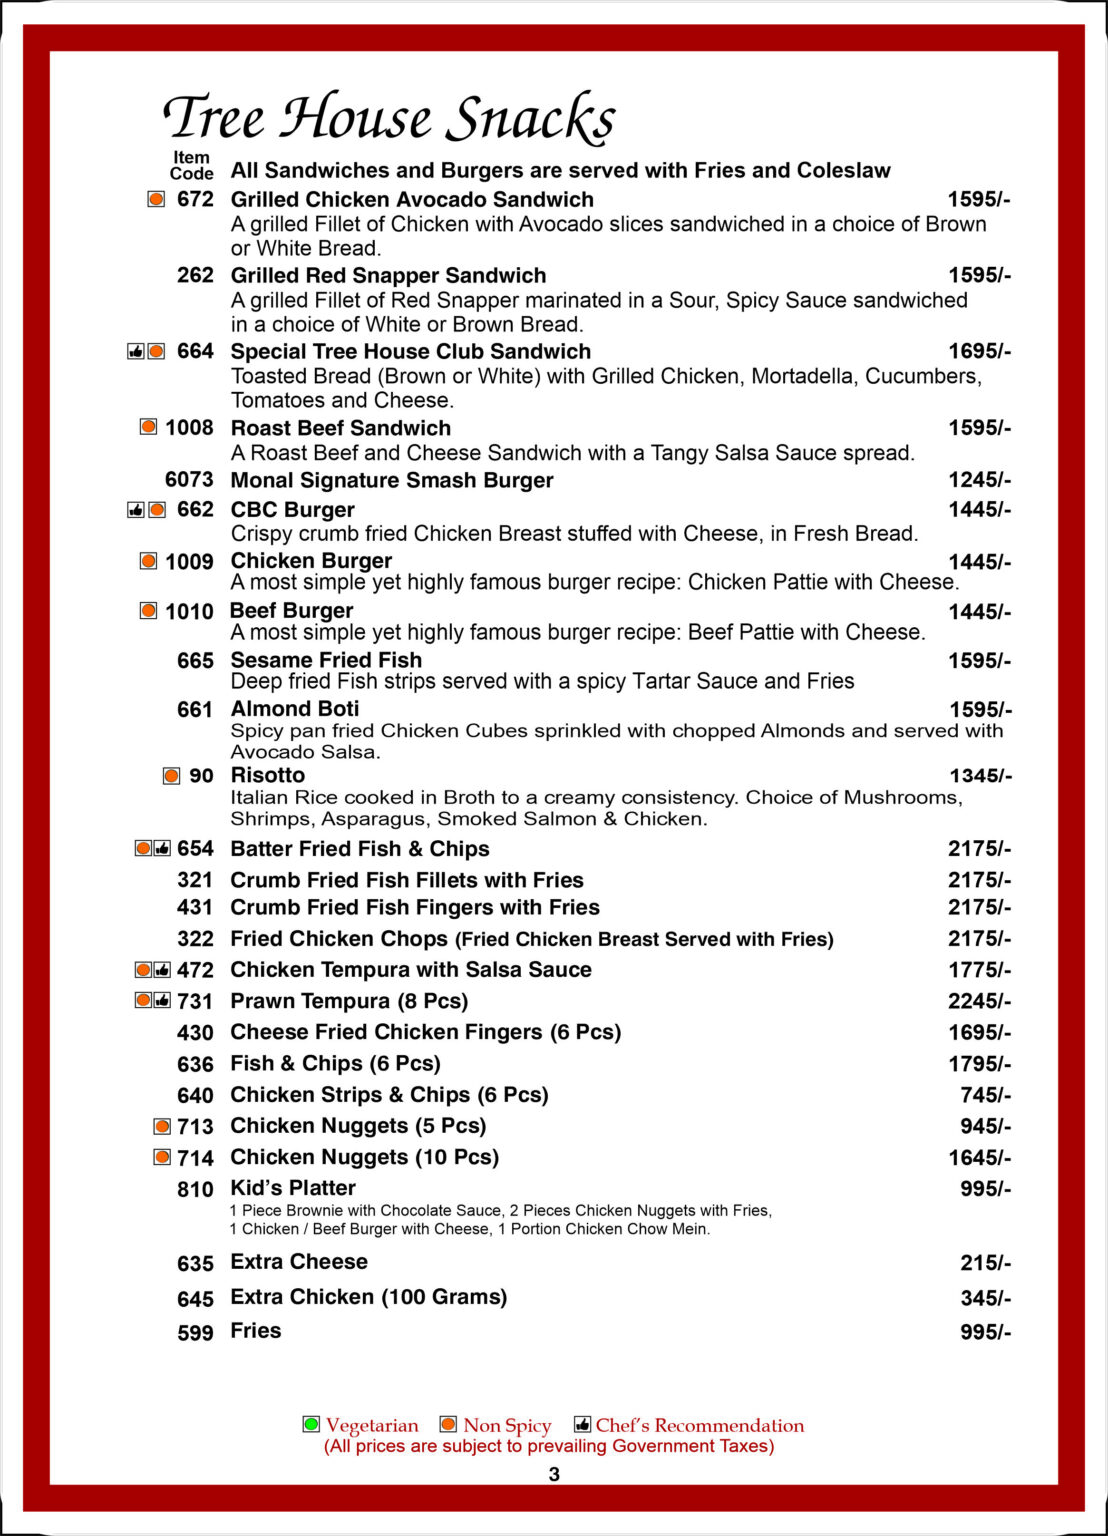 Tree House Snacks
Item
Code All Sandwiches and Burgers are served with Fries and Coleslaw
672 Grilled Chicken Avocado Sandwich 1595/-
A grilled Fillet of Chicken with Avocado slices sandwiched in a choice of Brown
or White Bread.
262 Grilled Red Snapper Sandwich 1595/-
A grilled Fillet of Red Snapper marinated in a Sour, Spicy Sauce sandwiched
in a choice of White or Brown Bread.
664 Special Tree House Club Sandwich 1695/-
Toasted Bread (Brown or White) with Grilled Chicken, Mortadella, Cucumbers,
Tomatoes and Cheese.
1008 Roast Beef Sandwich 1595/-
A Roast Beef and Cheese Sandwich with a Tangy Salsa Sauce spread.
6073 Monal Signature Smash Burger 1245/-
662 CBC Burger 1445/-
Crispy crumb fried Chicken Breast stuffed with Cheese, in Fresh Bread.
1009 Chicken Burger 1445/-
A most simple yet highly famous burger recipe: Chicken Pattie with Cheese.
1010 Beef Burger 1445/-
A most simple yet highly famous burger recipe: Beef Pattie with Cheese.
665 Sesame Fried Fish 1595/-
Deep fried Fish strips served with a spicy Tartar Sauce and Fries
661 Almond Boti 1595/-
Spicy pan fried Chicken Cubes sprinkled with chopped Almonds and served with
Avocado Salsa.
90 Risotto 1345/-
Italian Rice cooked in Broth to a creamy consistency. Choice of Mushrooms,
Shrimps, Asparagus, Smoked Salmon & Chicken.
654 Batter Fried Fish & Chips 2175/-
321 Crumb Fried Fish Fillets with Fries 2175/-
431 Crumb Fried Fish Fingers with Fries 2175/-
322 Fried Chicken Chops (Fried Chicken Breast Served with Fries) 2175/-
472 Chicken Tempura with Salsa Sauce 1775/-
731 Prawn Tempura (8 Pcs) 2245/-
430 Cheese Fried Chicken Fingers (6 Pcs) 1695/-
636 Fish & Chips (6 Pcs) 1795/-
640 Chicken Strips & Chips (6 Pcs) 745/-
713 Chicken Nuggets (5 Pcs) 945/-
714 Chicken Nuggets (10 Pcs) 1645/-
810 Kid's Platter 995/-
1 Piece Brownie with Chocolate Sauce, 2 Pieces Chicken Nuggets with Fries,
1 Chicken / Beef Burger with Cheese, 1 Portion Chicken Chow Mein.
635 Extra Cheese 215/-
645 Extra Chicken (100 Grams) 345/-
599 Fries 995/-
Vegetarian Non Spicy Chef's Recommendation
(All prices are subject to prevailing Government Taxes)
3